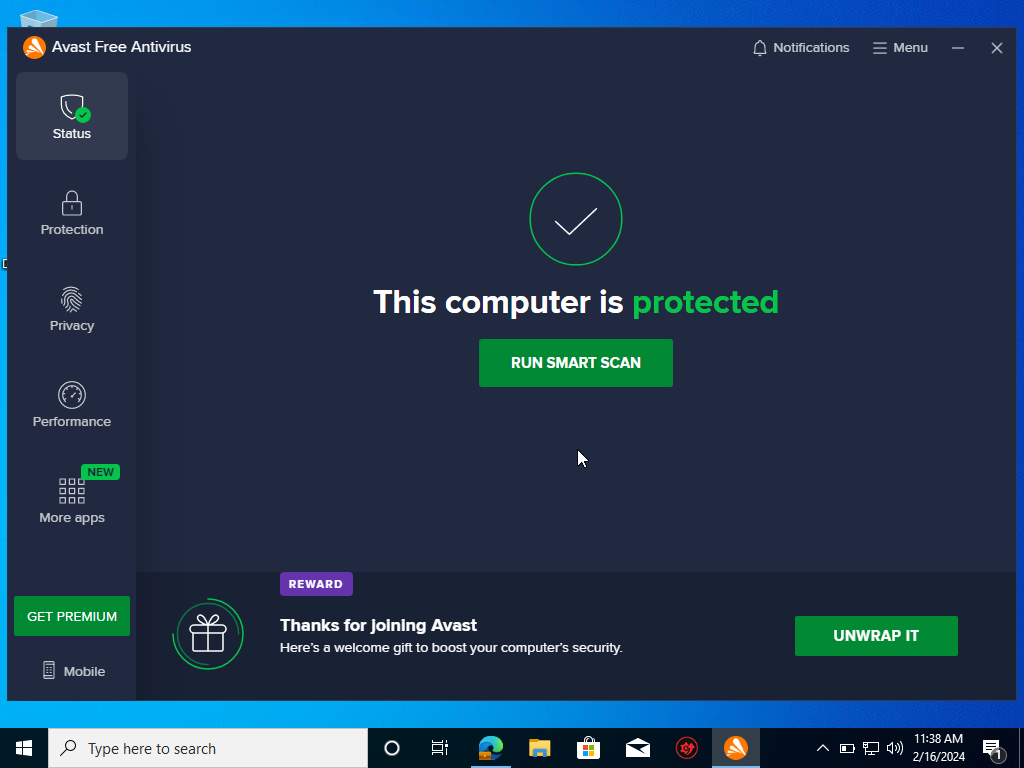 Avast Free Antivirus
Notifications
Menu
Status
Protection
Privacy
Performance
NEW
More apps
GET PREMIUM
Mobile
This computer is protected
RUN SMART SCAN
REWARD
Thanks for joining Avast
Here's a welcome gift to boost your computer's security.
UNWRAP IT
Type here to search
11:38 AM
2/16/2024
1